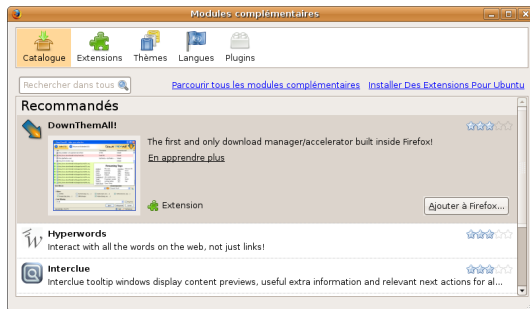 Modules complémentaires
Catalogue Extensions Thèmes Langues Plugins
Rechercher dans tous Parcourir tous les modules complémentaires Installer Des Extensions Pour Ubuntu
Recommandés
DownThemAll!
The first and only download manager/accelerator built inside Firefox!
En apprendre plus
Extension Ajouter à Firefox...
Hyperwords
Interact with all the words on the web, not just links!
Interclue
Interclue tooltip windows display content previews, useful extra information and relevant next actions for al...